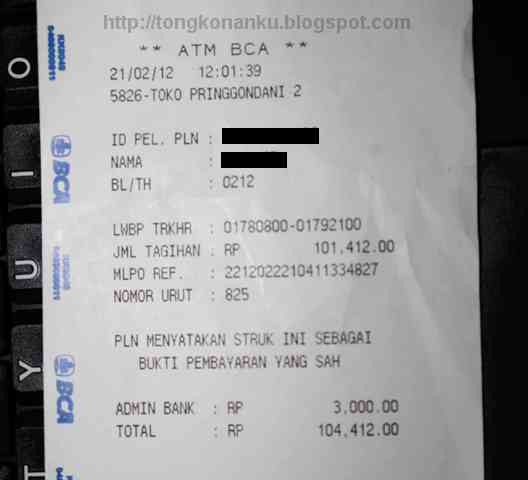 http://tongkonanku.blogspot.com
** ATM BCA **
21/02/12 12:01:39
5826-TOKO PRINGGONDANI 2
ID PEL. PLN :
NAMA :
BL/TH : 0212
LWBP TRKHR : 01780800-01792100
JML TAGIHAN : RP 101,412.00
MLPO REF. : 2212022210411334827
NOMOR URUT : 825
PLN MENYATAKAN STRUK INI SEBAGAI
BUKTI PEMBAYARAN YANG SAH
ADMIN BANK : RP 3,000.00
TOTAL : RP 104,412.00
BCA
BCA
O
I
U
Y
T